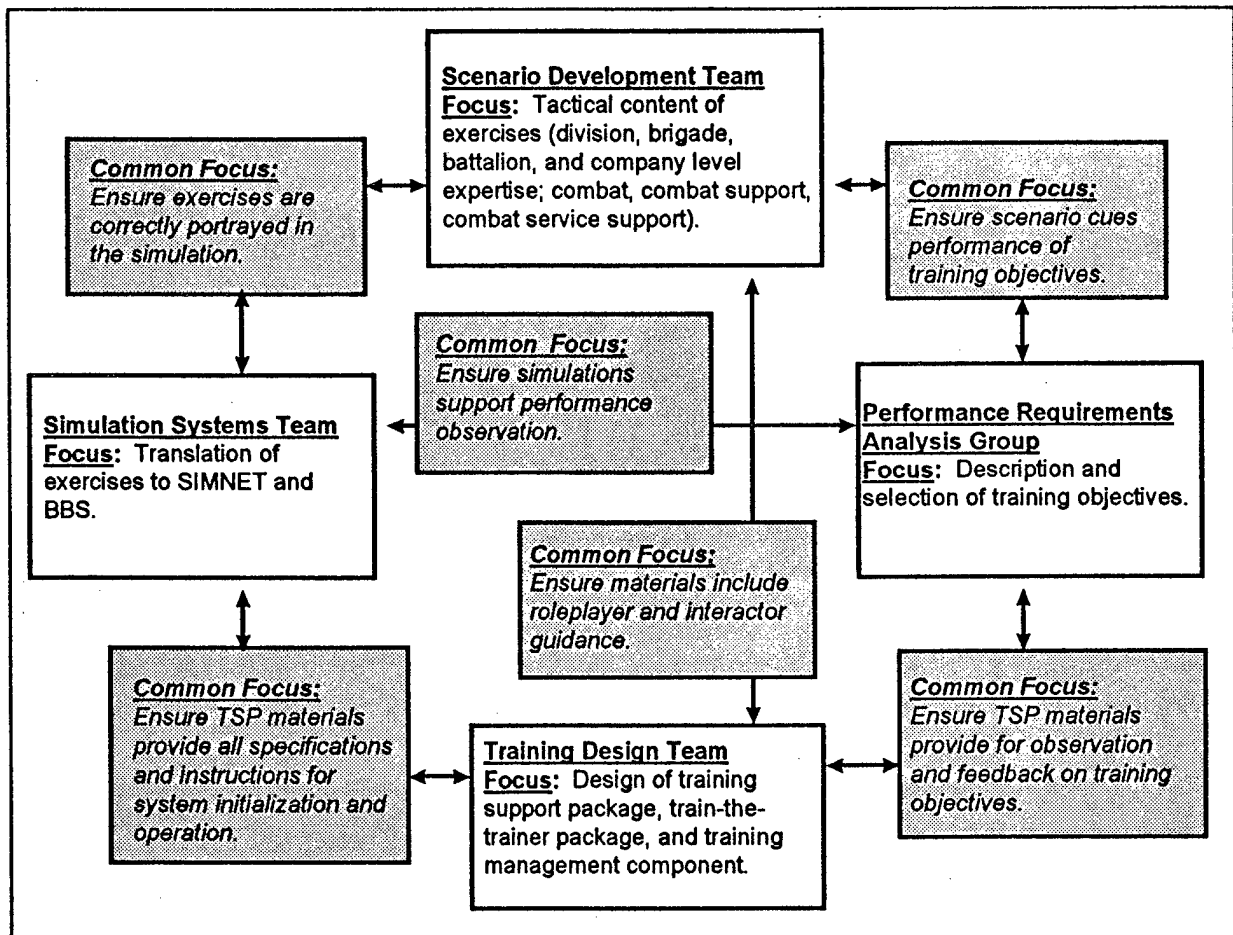 Scenario Development Team
Focus: Tactical content of
exercises (division, brigade,
battalion, and company level
expertise; combat, combat support,
combat service support).
Common Focus:
Ensure exercises are
correctly portrayed in
the simulation.
Common Focus:
Ensure scenario cues
performance of
training objectives.
Common Focus:
Ensure simulations
support performance
observation.
Simulation Systems Team
Focus: Translation of
exercises to SIMNET and
BBS.
Performance Requirements
Analysis Group
Focus: Description and
selection of training objectives.
Common Focus:
Ensure materials include
roleplayer and interactor
guidance.
Common Focus:
Ensure TSP materials
provide all specifications
and instructions for
system initialization and
operation.
Training Design Team
Focus: Design of training
support package, train-the-
trainer package, and training
management component.
Common Focus:
Ensure TSP materials
provide for observation
and feedback on training
objectives.